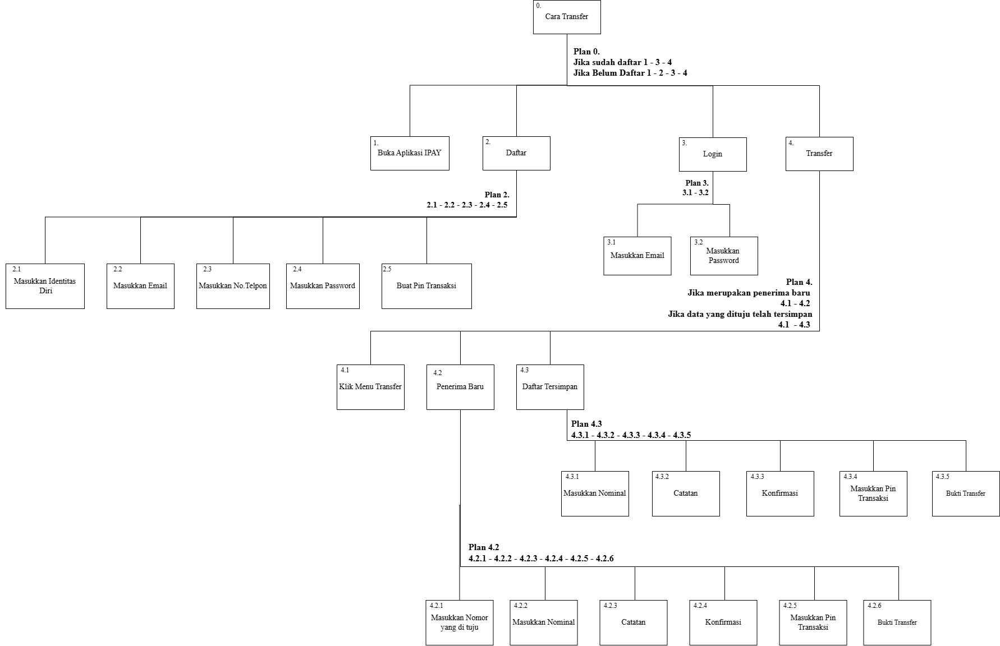 0.
Cara Transfer
Plan 0.
Jika sudah daftar 1 - 3 - 4
Jika Belum Daftar 1 - 2 - 3 - 4
1.
Buka Aplikasi IPAY
2.
Daftar
3.
Login
4.
Transfer
Plan 2.
2.1 - 2.2 - 2.3 - 2.4 - 2.5
Plan 3.
3.1 - 3.2
2.1
Masukkan Identitas
Diri
2.2
Masukkan Email
2.3
Masukkan No.Telpon
2.4
Masukkan Password
2.5
Buat Pin Transaksi
3.1
Masukkan Email
3.2
Masukkan
Password
Plan 4.
Jika merupakan penerima baru
4.1 - 4.2
Jika data yang dituju telah tersimpan
4.1 - 4.3
4.1
Klik Menu Transfer
4.2
Penerima Baru
4.3
Daftar Tersimpan
Plan 4.3
4.3.1 - 4.3.2 - 4.3.3 - 4.3.4 - 4.3.5
4.3.1
Masukkan Nominal
4.3.2
Catatan
4.3.3
Konfirmasi
4.3.4
Masukkan Pin
Transaksi
4.3.5
Bukti Transfer
Plan 4.2
4.2.1 - 4.2.2 - 4.2.3 - 4.2.4 - 4.2.5 - 4.2.6
4.2.1
Masukkan Nomor
yang di tuju
4.2.2
Masukkan Nominal
4.2.3
Catatan
4.2.4
Konfirmasi
4.2.5
Masukkan Pin
Transaksi
4.2.6
Bukti Transfer